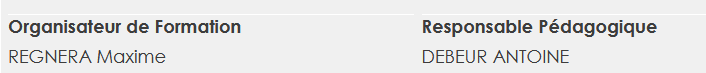 Organisateur de Formation Responsable Pédagogique
REGNERA Maxime DEBEUR ANTOINE